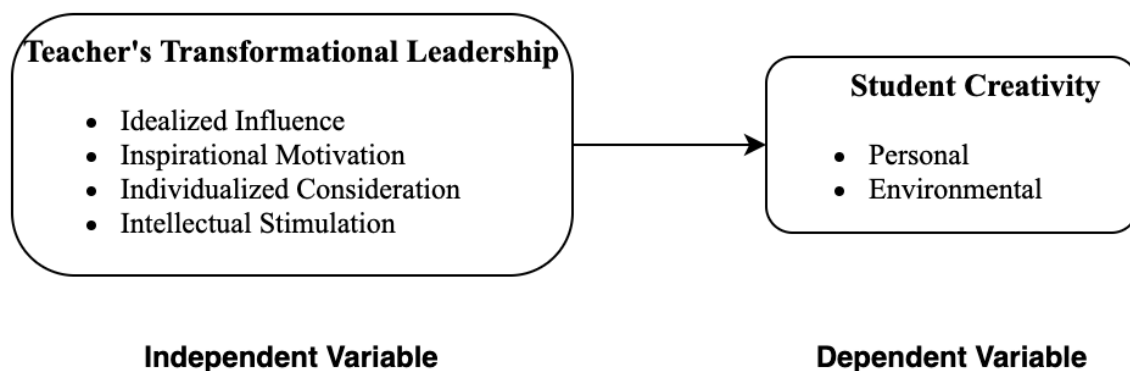 Teacher's Transformational Leadership
• Idealized Influence
• Inspirational Motivation
• Individualized Consideration
• Intellectual Stimulation
Student Creativity
• Personal
• Environmental
Independent Variable
Dependent Variable